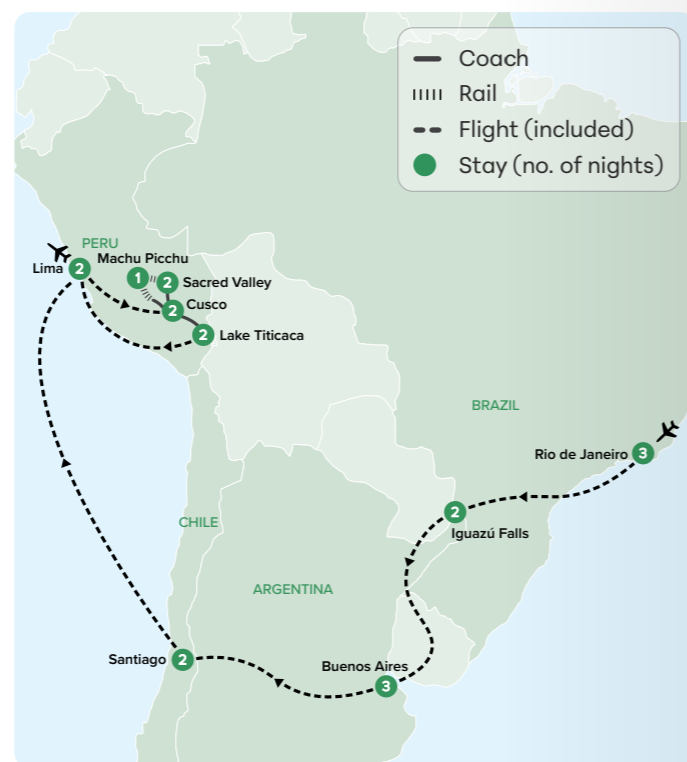 Coach
Rail
Flight (included)
Stay (no. of nights)
PERU
Machu Picchu
Lima 2
1
2 Sacred Valley
2 Cusco
2 Lake Titicaca
BRAZIL
Rio de Janeiro 3
2
Iguazú Falls
CHILE
ARGENTINA
Santiago 2
Buenos Aires
3